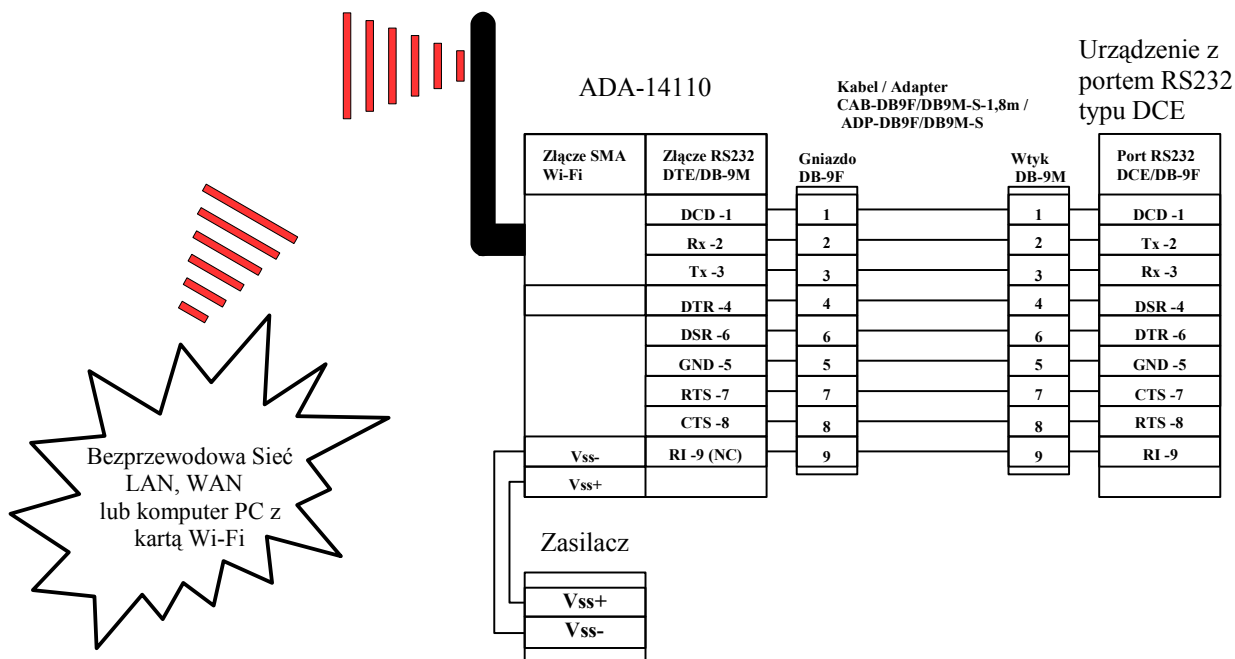 Urządzenie z
portem RS232
typu DCE
ADA-14110
Kabel / Adapter
CAB-DB9F/DB9M-S-1,8m /
ADP-DB9F/DB9M-S
Złącze SMA
Wi-Fi
Złącze RS232
DTE/DB-9M
Gniazdo
DB-9F
Wtyk
DB-9M
Port RS232
DCE/DB-9F
DCD -1 1 1 DCD -1
Rx -2 2 2 Tx -2
Tx -3 3 3 Rx -3
DTR -4 4 4 DSR -4
DSR -6 6 6 DTR -6
GND -5 5 5 GND -5
RTS -7 7 7 CTS -7
CTS -8 8 8 RTS -8
Vss- RI -9 (NC) 9 9 RI -9
Vss+
Bezprzewodowa Sieć
LAN, WAN
lub komputer PC z
kartą Wi-Fi
Zasilacz
Vss+
Vss-